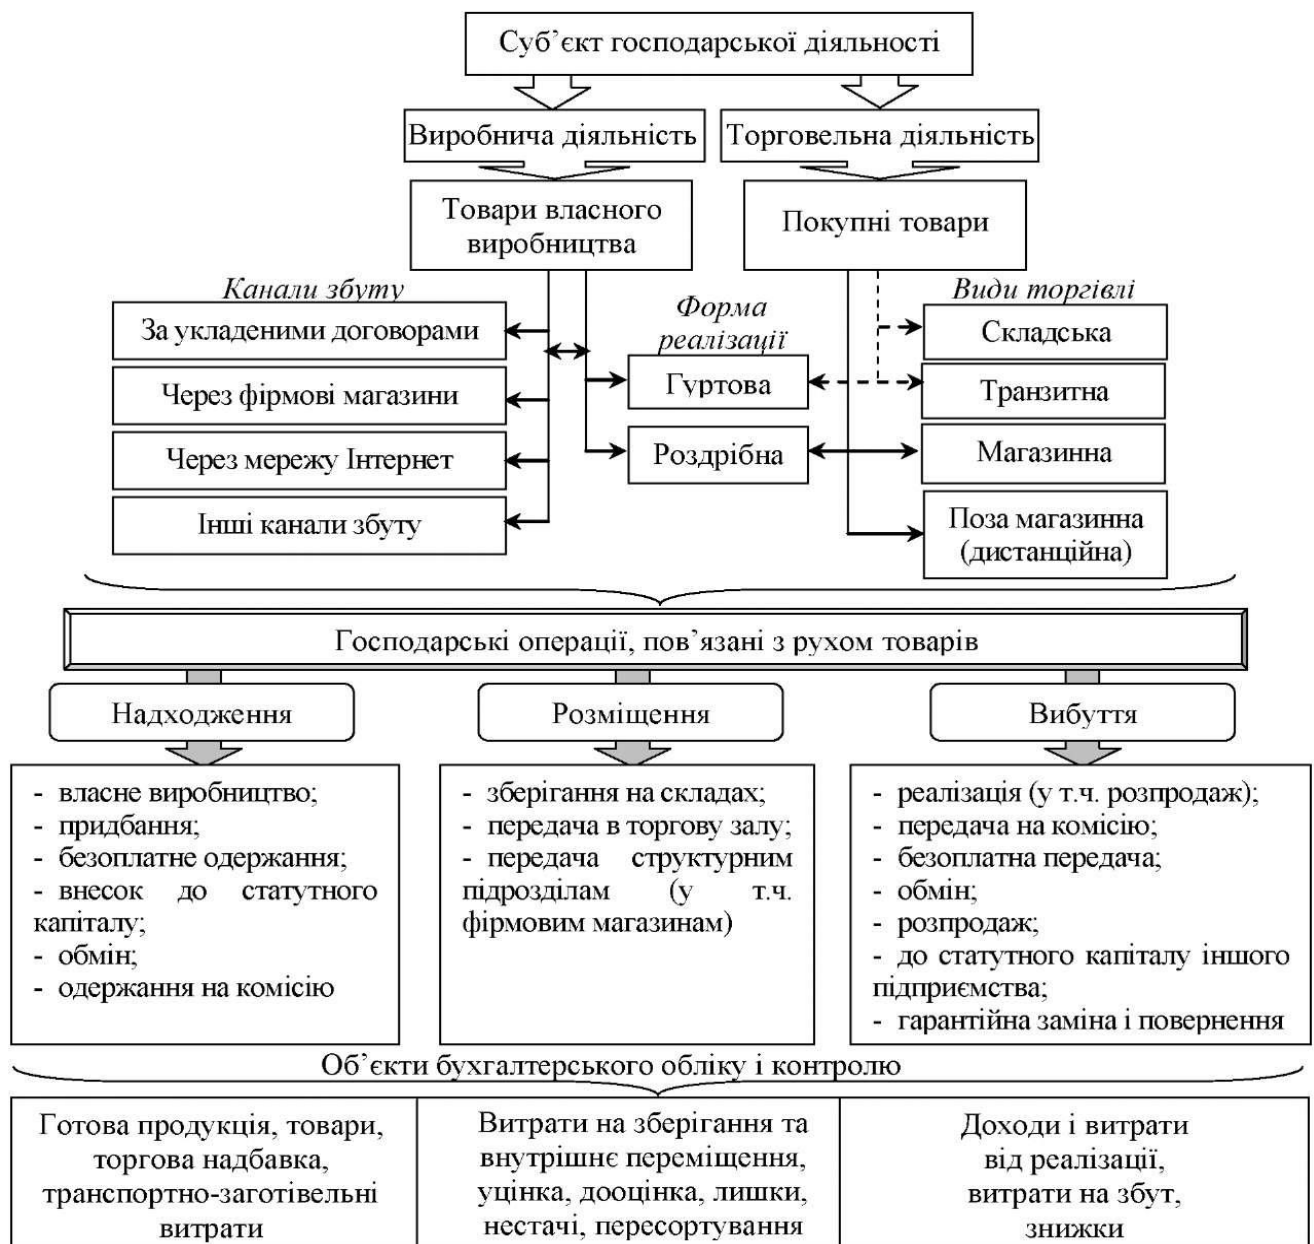 Суб’єкт господарської діяльності
Виробнича діяльність
Торговельна діяльність
Товари власного
виробництва
Покупні товари
Канали збуту
За укладеними договорами
Через фірмові магазини
Через мережу Інтернет
Інші канали збуту
Форма
реалізації
Гуртова
Роздрібна
Види торгівлі
Складська
Транзитна
Магазинна
Поза магазинна
(дистанційна)
Господарські операції, пов’язані з рухом товарів
Надходження
- власне виробництво;
- придбання;
- безоплатне одержання;
- внесок до статутного
капіталу;
- обмін;
- одержання на комісію
Розміщення
- зберігання на складах;
- передача в торгову залу;
- передача структурним
підрозділам (у т.ч.
фірмовим магазинам)
Вибуття
- реалізація (у т.ч. розпродаж);
- передача на комісію;
- безоплатна передача;
- обмін;
- розпродаж;
- до статутного капіталу іншого
підприємства;
- гарантійна заміна і повернення
Об’єкти бухгалтерського обліку і контролю
Готова продукція, товари,
торгова надбавка,
транспортно-заготівельні
витрати
Витрати на зберігання та
внутрішнє переміщення,
уцінка, дооцінка, лишки,
нестачі, пересортування
Доходи і витрати
від реалізації,
витрати на збут,
знижки